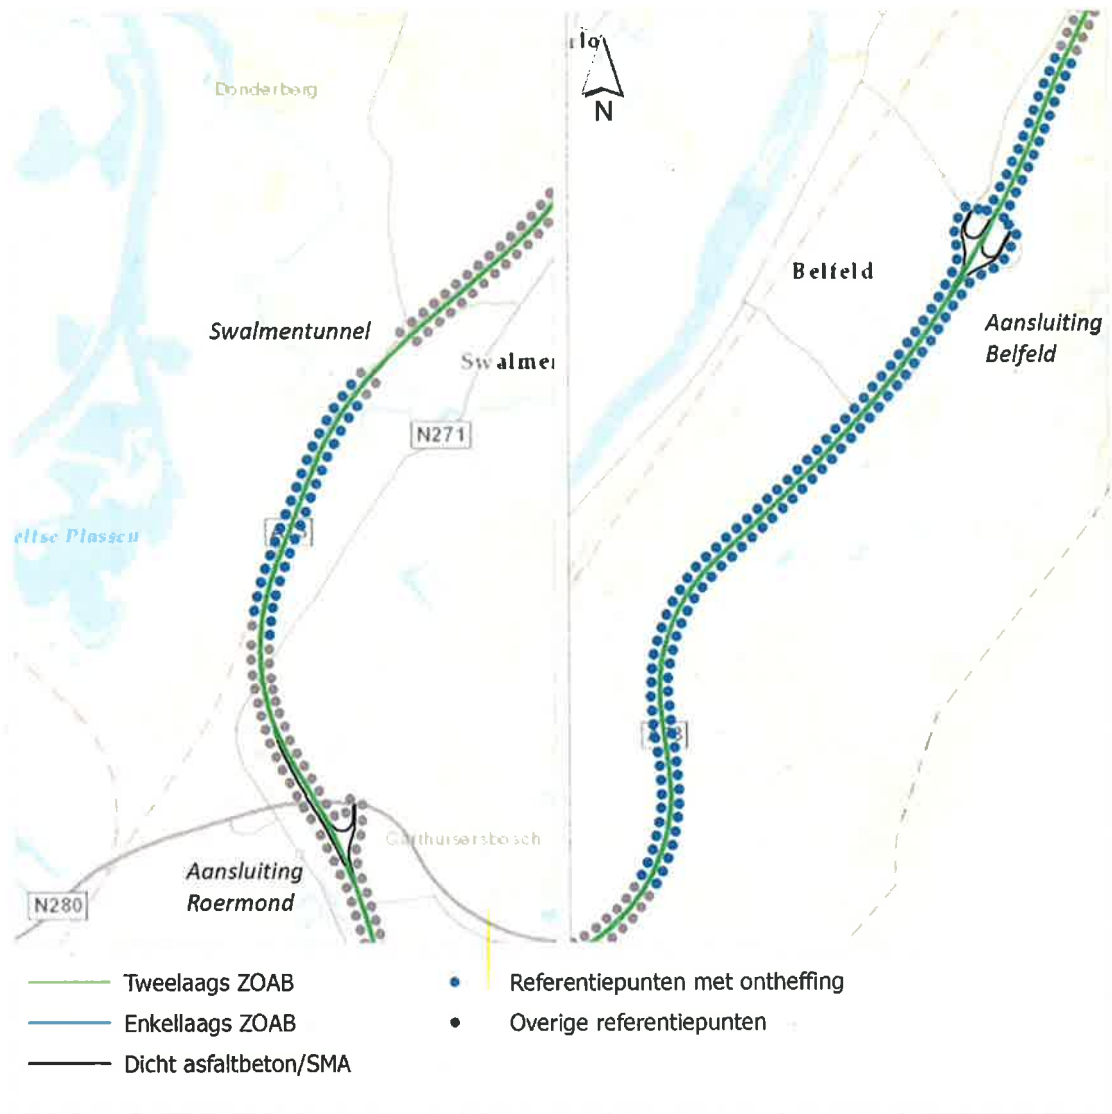 Donderberg
N
Belfeld
Swalmentunnel
Aansluiting
Belfeld
N271
Aansluiting
Roermond
N280
Tweelaags ZOAB
Referentiepunten met ontheffing
Enkellaags ZOAB
Overige referentiepunten
Dicht asfaltbeton/SMA